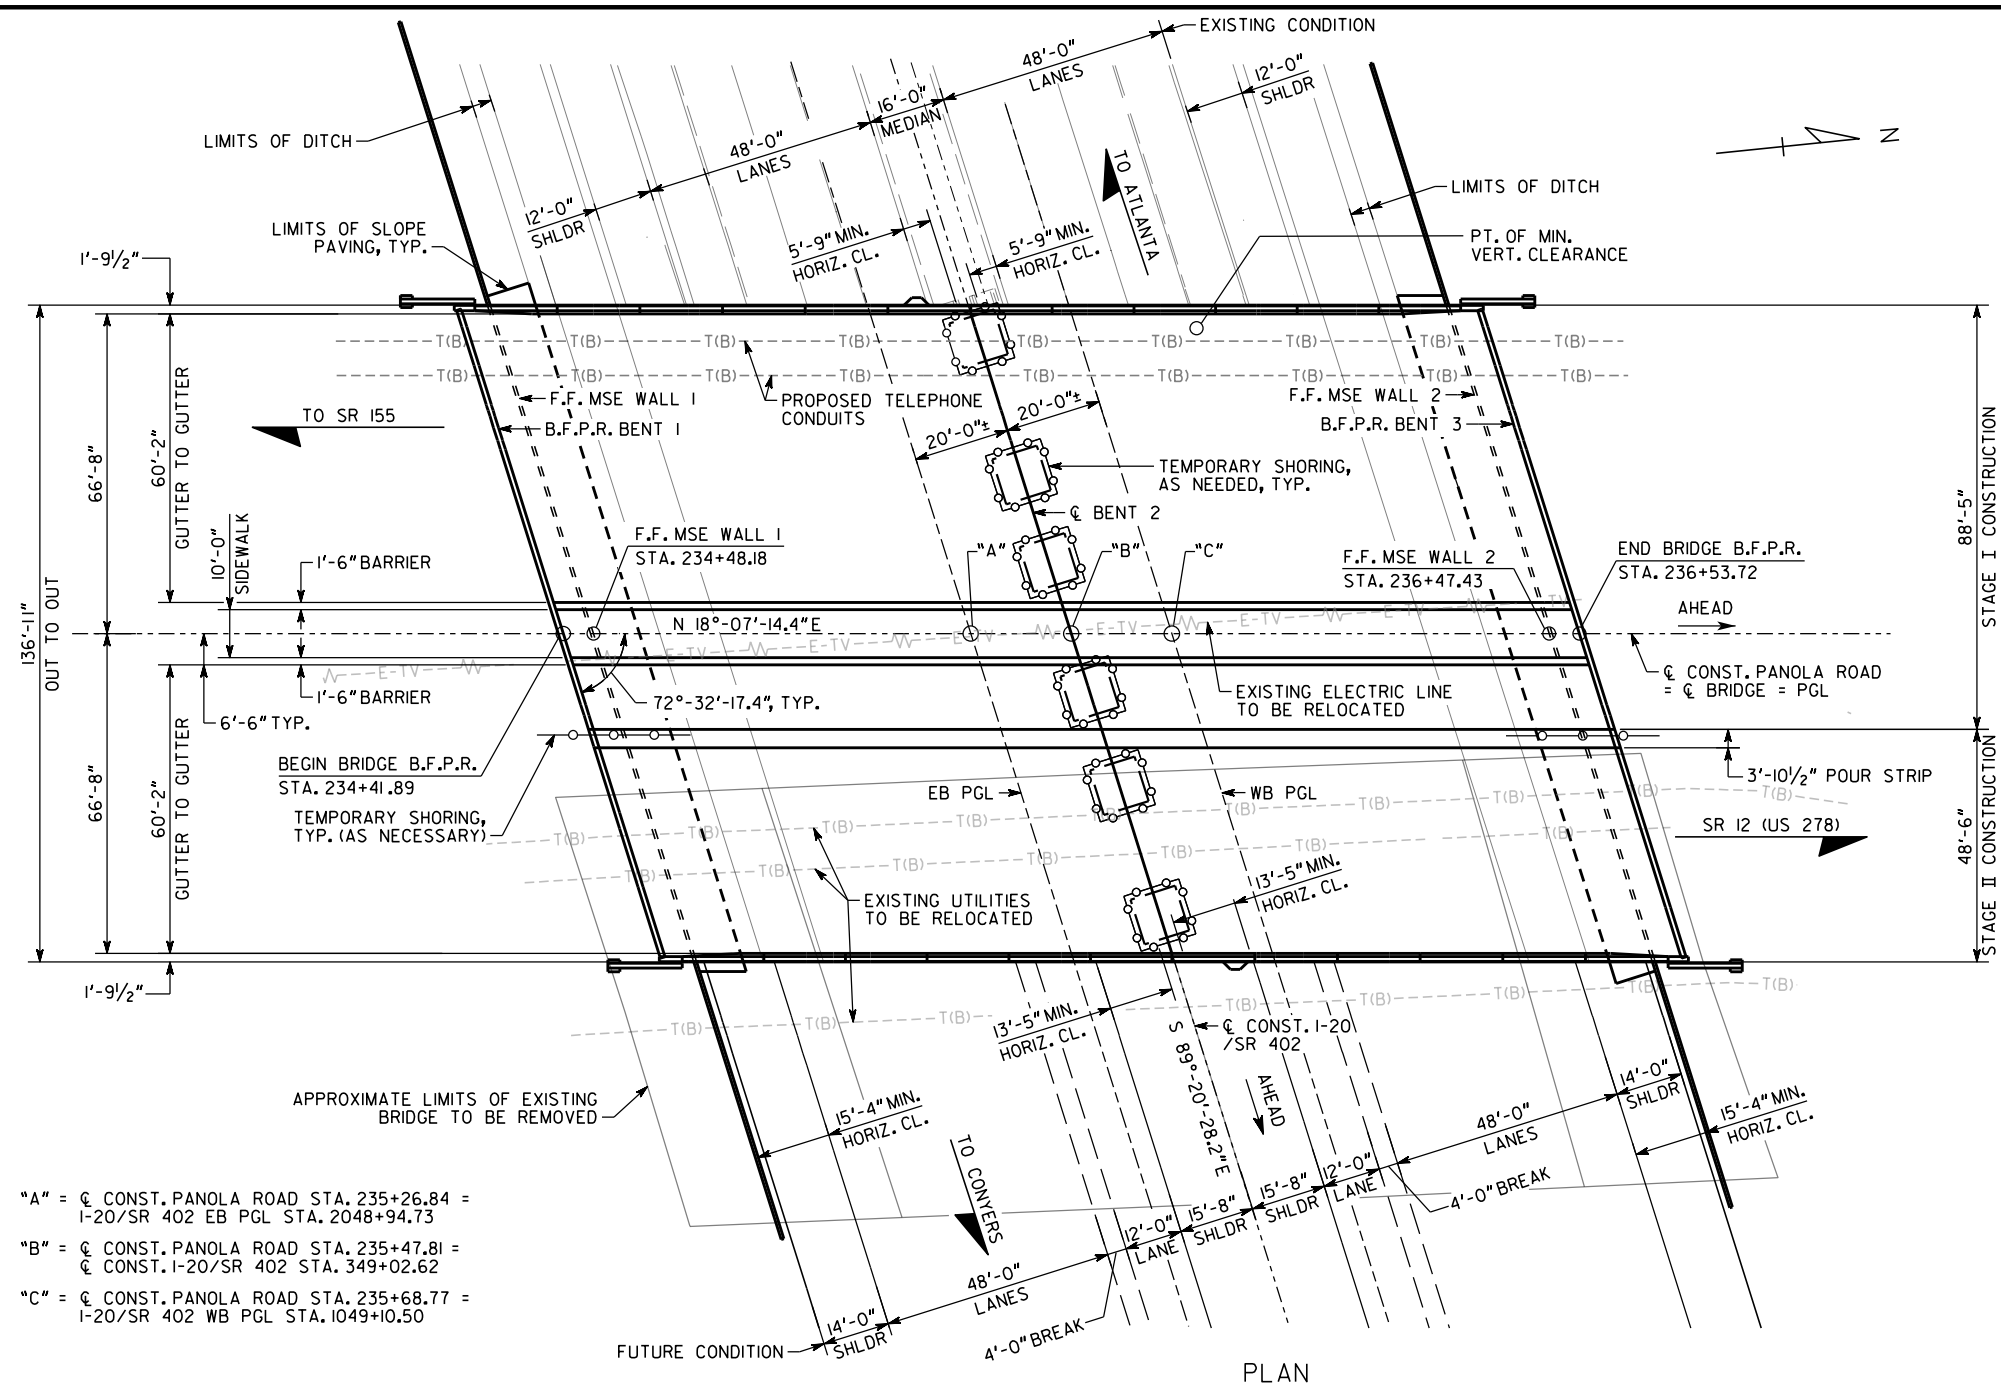 EXISTING CONDITION
48'-0"
LANES
12'-0"
SHLDR
16'-0"
MEDIAN
LIMITS OF DITCH
48'-0"
LANES
N
TO ATLANTA
LIMITS OF DITCH
12'-0"
SHLDR
LIMITS OF SLOPE
PAVING, TYP.
5'-9" MIN.
HORIZ. CL.
5'-9" MIN.
HORIZ. CL.
PT. OF MIN.
VERT. CLEARANCE
1'-9½"
T(B) T(B) T(B) T(B) T(B) T(B) T(B) T(B) T(B)
T(B) T(B) T(B) T(B) T(B) T(B) T(B) T(B) T(B)
F.F. MSE WALL 1
PROPOSED TELEPHONE
CONDUITS
20'-0"±
20'-0"±
F.F. MSE WALL 2
TO SR 155
B.F.P.R. BENT 1
B.F.P.R. BENT 3
66'-8"
60'-2"
GUTTER TO GUTTER
TEMPORARY SHORING,
AS NEEDED, TYP.
℄ BENT 2
88'-5"
STAGE I CONSTRUCTION
10'-0"
SIDEWALK
F.F. MSE WALL 1
STA. 234+48.18
"A"
"B"
"C"
F.F. MSE WALL 2
STA. 236+47.43
END BRIDGE B.F.P.R.
STA. 236+53.72
1'-6" BARRIER
136'-11"
OUT TO OUT
AHEAD
N 18°-07'-14.4" E
E-TV E-TV E-TV E-TV E-TV E-TV E-TV TV
℄ CONST. PANOLA ROAD
= ℄ BRIDGE = PGL
1'-6" BARRIER
6'-6" TYP.
72°-32'-17.4", TYP.
EXISTING ELECTRIC LINE
TO BE RELOCATED
BEGIN BRIDGE B.F.P.R.
STA. 234+41.89
3'-10½" POUR STRIP
EB PGL
WB PGL
66'-8"
60'-2"
GUTTER TO GUTTER
TEMPORARY SHORING,
TYP. (AS NECESSARY)
T(B) T(B) T(B) T(B) T(B) T(B) T(B) T(B) T(B)
SR 12 (US 278)
48'-6"
STAGE II CONSTRUCTION
T(B) T(B) T(B) T(B) T(B) T(B) T(B) T(B)
EXISTING UTILITIES
TO BE RELOCATED
13'-5" MIN.
HORIZ. CL.
1'-9½"
T(B) T(B) T(B) T(B) T(B) T(B) T(B) T(B)
13'-5" MIN.
HORIZ. CL.
℄ CONST. I-20
/SR 402
S 89°-20'-28.2" E
AHEAD
APPROXIMATE LIMITS OF EXISTING
BRIDGE TO BE REMOVED
15'-4" MIN.
HORIZ. CL.
TO CONYERS
14'-0"
SHLDR
15'-4" MIN.
HORIZ. CL.
48'-0"
LANES
4'-0" BREAK
12'-0"
LANE
15'-8"
SHLDR
15'-8"
SHLDR
12'-0"
LANE
48'-0"
LANES
4'-0" BREAK
14'-0"
SHLDR
FUTURE CONDITION
"A" = ℄ CONST. PANOLA ROAD STA. 235+26.84 =
I-20/SR 402 EB PGL STA. 2048+94.73
"B" = ℄ CONST. PANOLA ROAD STA. 235+47.81 =
℄ CONST. I-20/SR 402 STA. 349+02.62
"C" = ℄ CONST. PANOLA ROAD STA. 235+68.77 =
I-20/SR 402 WB PGL STA. 1049+10.50
PLAN